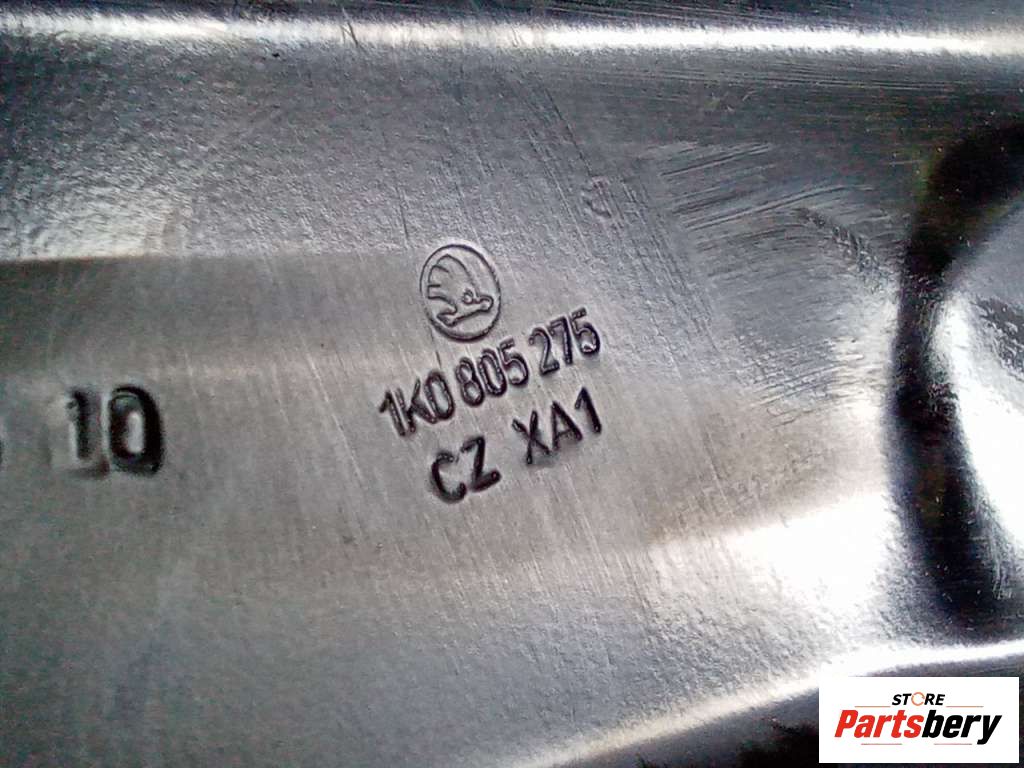 10
1K0 805 275
CZ XA1
STORE
Partsbery